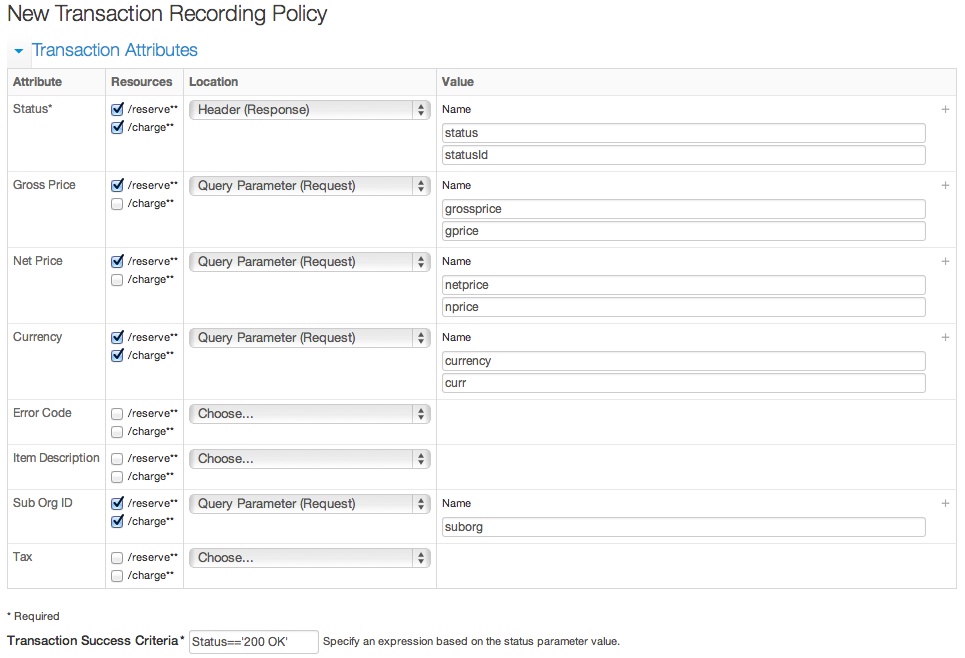 New Transaction Recording Policy
Transaction Attributes
Attribute Resources Location Value
Status* /reserve** Header (Response) Name +
/charge** status
statusId
Gross Price /reserve** Query Parameter (Request) Name +
/charge** grossprice
gprice
Net Price /reserve** Query Parameter (Request) Name +
/charge** netprice
nprice
Currency /reserve** Query Parameter (Request) Name +
/charge** currency
curr
Error Code /reserve** Choose...
/charge**
Item Description /reserve** Choose...
/charge**
Sub Org ID /reserve** Query Parameter (Request) Name +
/charge** suborg
Tax /reserve** Choose...
/charge**
* Required
Transaction Success Criteria* Status=='200 OK' Specify an expression based on the status parameter value.